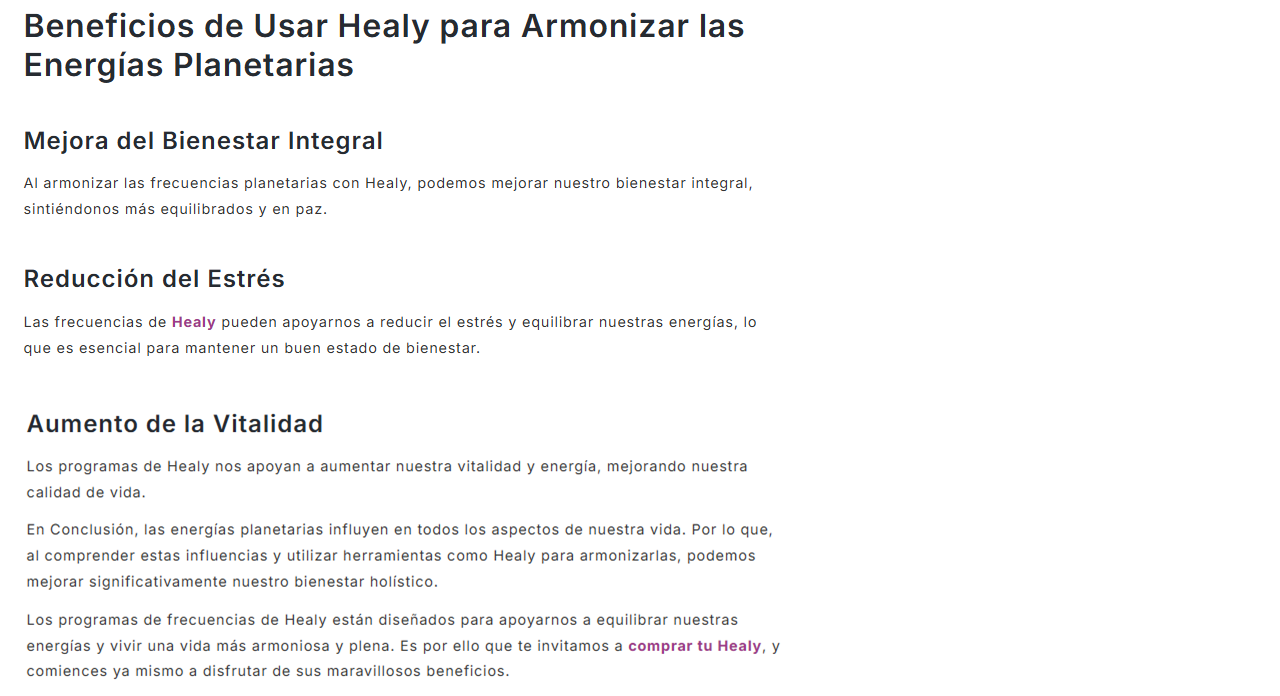 Beneficios de Usar Healy para Armonizar las
Energías Planetarias
Mejora del Bienestar Integral
Al armonizar las frecuencias planetarias con Healy, podemos mejorar nuestro bienestar integral,
sintiéndonos más equilibrados y en paz.
Reducción del Estrés
Las frecuencias de Healy pueden apoyarnos a reducir el estrés y equilibrar nuestras energías, lo
que es esencial para mantener un buen estado de bienestar.
Aumento de la Vitalidad
Los programas de Healy nos apoyan a aumentar nuestra vitalidad y energía, mejorando nuestra
calidad de vida.
En Conclusión, las energías planetarias influyen en todos los aspectos de nuestra vida. Por lo que,
al comprender estas influencias y utilizar herramientas como Healy para armonizarlas, podemos
mejorar significativamente nuestro bienestar holístico.
Los programas de frecuencias de Healy están diseñados para apoyarnos a equilibrar nuestras
energías y vivir una vida más armoniosa y plena. Es por ello que te invitamos a comprar tu Healy, y
comiences ya mismo a disfrutar de sus maravillosos beneficios.